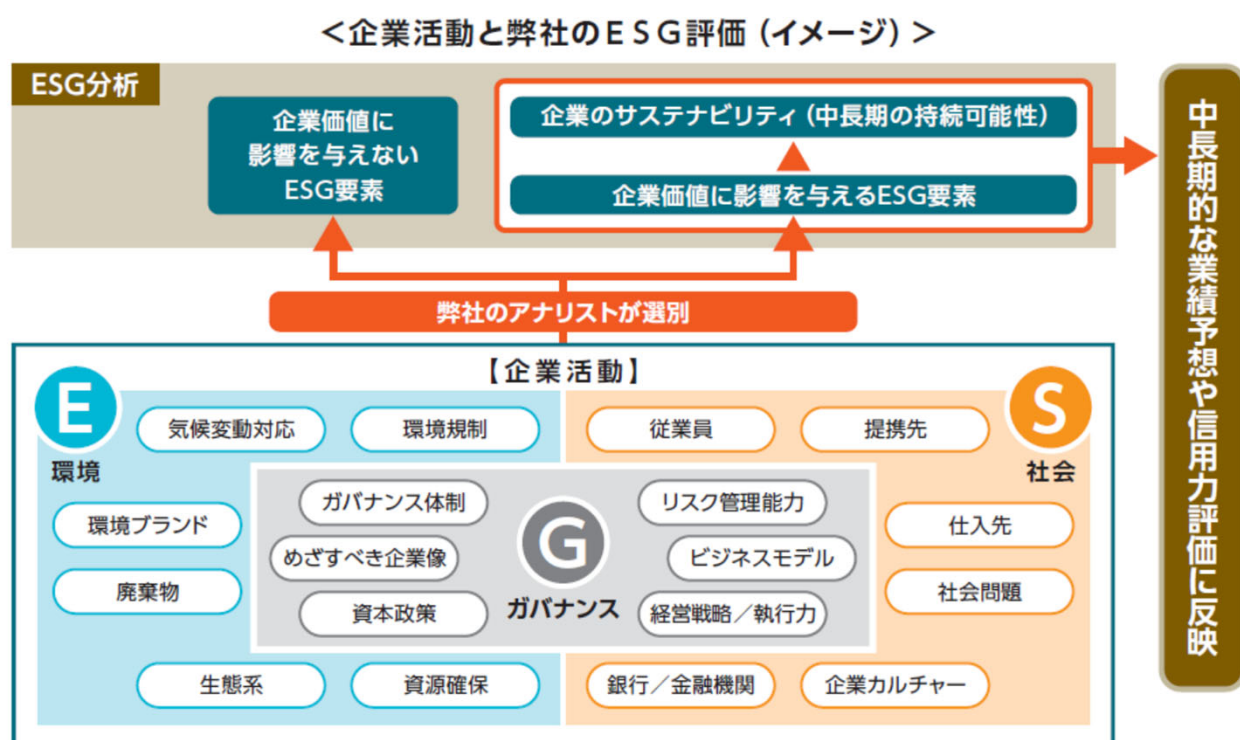 ＜企業活動と弊社のESG評価（イメージ）＞
ESG分析
企業価値に
影響を与えない
ESG要素
企業のサステナビリティ（中長期の持続可能性）
企業価値に影響を与えるESG要素
中長期的な業績予想や信用力評価に反映
弊社のアナリストが選別
【企業活動】
E
環境
気候変動対応
環境規制
環境ブランド
廃棄物
生態系
資源確保
G
ガバナンス
ガバナンス体制
めざすべき企業像
資本政策
リスク管理能力
ビジネスモデル
経営戦略／執行力
S
社会
従業員
提携先
仕入先
社会問題
銀行／金融機関
企業カルチャー